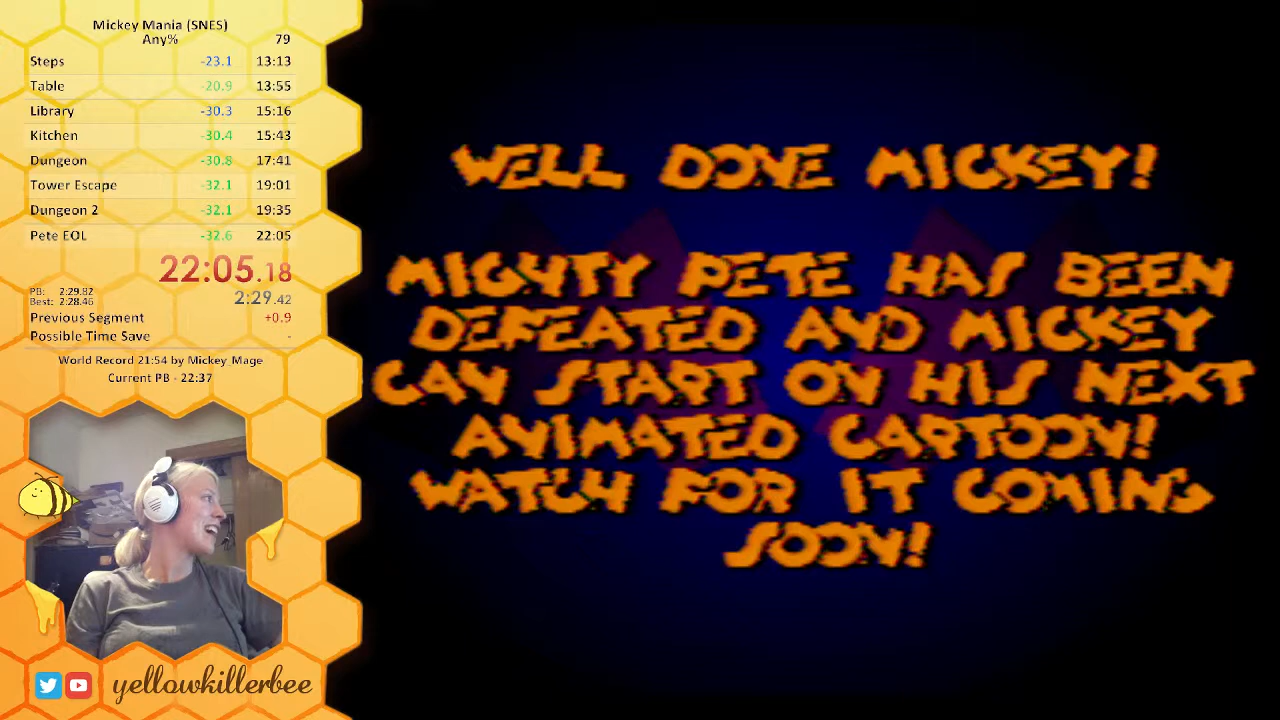 Mickey Mania (SNES)
Any% 79
Steps -23.1 13:13
Table -20.9 13:55
Library -30.3 15:16
Kitchen -30.4 15:43
Dungeon -30.8 17:41
Tower Escape -32.1 19:01
Dungeon 2 -32.1 19:35
Pete EOL -32.6 22:05
22:05.18
PB: 2:29.82
Best: 2:28.46
2:29.42
Previous Segment +0.9
Possible Time Save -
World Record 21:54 by Mickey_Mage
Current PB - 22:37
yellowkillerbee
WELL DONE MICKEY!
MIGHTY PETE HAS BEEN
DEFEATED AND MICKEY
CAN START ON HIS NEXT
ANIMATED CARTOON!
WATCH FOR IT COMING
SOON!